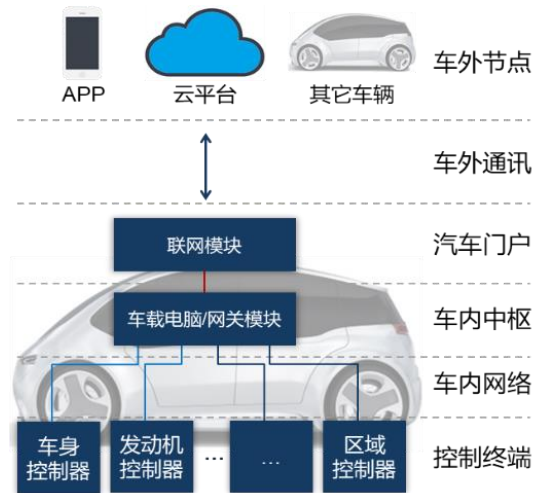 APP
云平台
其它车辆
车外节点
车外通讯
联网模块
汽车门户
车载电脑/网关模块
车内中枢
车内网络
车身
控制器
发动机
控制器
...
...
区域
控制器
控制终端